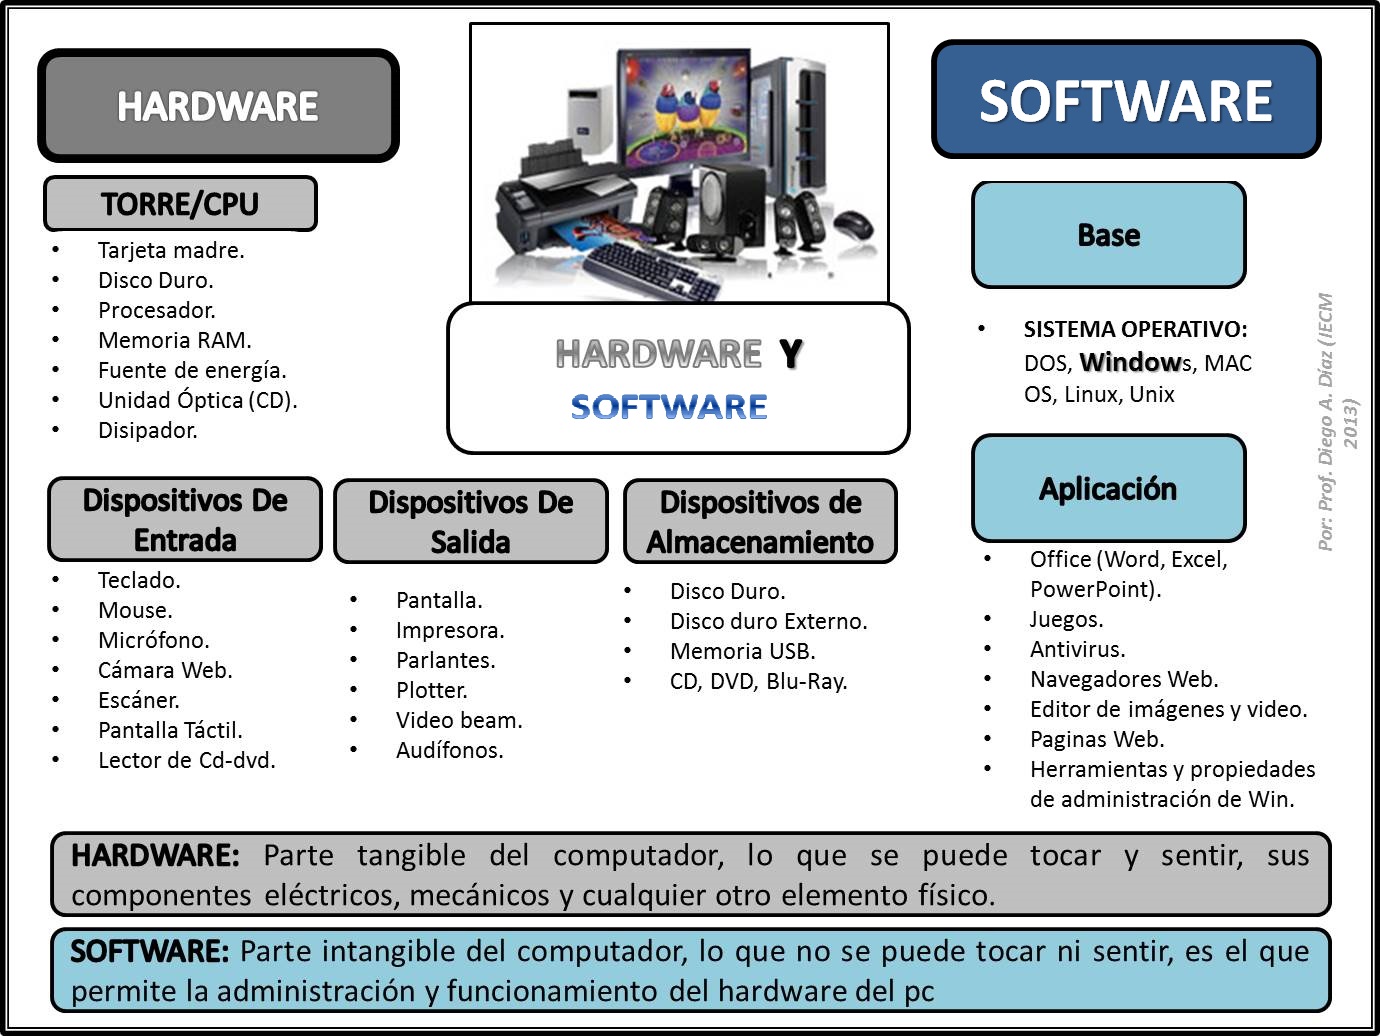 HARDWARE
TORRE/CPU
• Tarjeta madre.
• Disco Duro.
• Procesador.
• Memoria RAM.
• Fuente de energía.
• Unidad Óptica (CD).
• Disipador.
HARDWARE Y
SOFTWARE
Dispositivos De
Entrada
• Teclado.
• Mouse.
• Micrófono.
• Cámara Web.
• Escáner.
• Pantalla Táctil.
• Lector de Cd-dvd.
Dispositivos De
Salida
• Pantalla.
• Impresora.
• Parlantes.
• Plotter.
• Video beam.
• Audífonos.
Dispositivos de
Almacenamiento
• Disco Duro.
• Disco duro Externo.
• Memoria USB.
• CD, DVD, Blu-Ray.
SOFTWARE
Base
• SISTEMA OPERATIVO:
DOS, Windows, MAC
OS, Linux, Unix
Aplicación
• Office (Word, Excel,
PowerPoint).
• Juegos.
• Antivirus.
• Navegadores Web.
• Editor de imágenes y video.
• Paginas Web.
• Herramientas y propiedades
de administración de Win.
Por: Prof. Diego A. Díaz (IECM
2013)
HARDWARE: Parte tangible del computador, lo que se puede tocar y sentir, sus
componentes eléctricos, mecánicos y cualquier otro elemento físico.
SOFTWARE: Parte intangible del computador, lo que no se puede tocar ni sentir, es el que
permite la administración y funcionamiento del hardware del pc